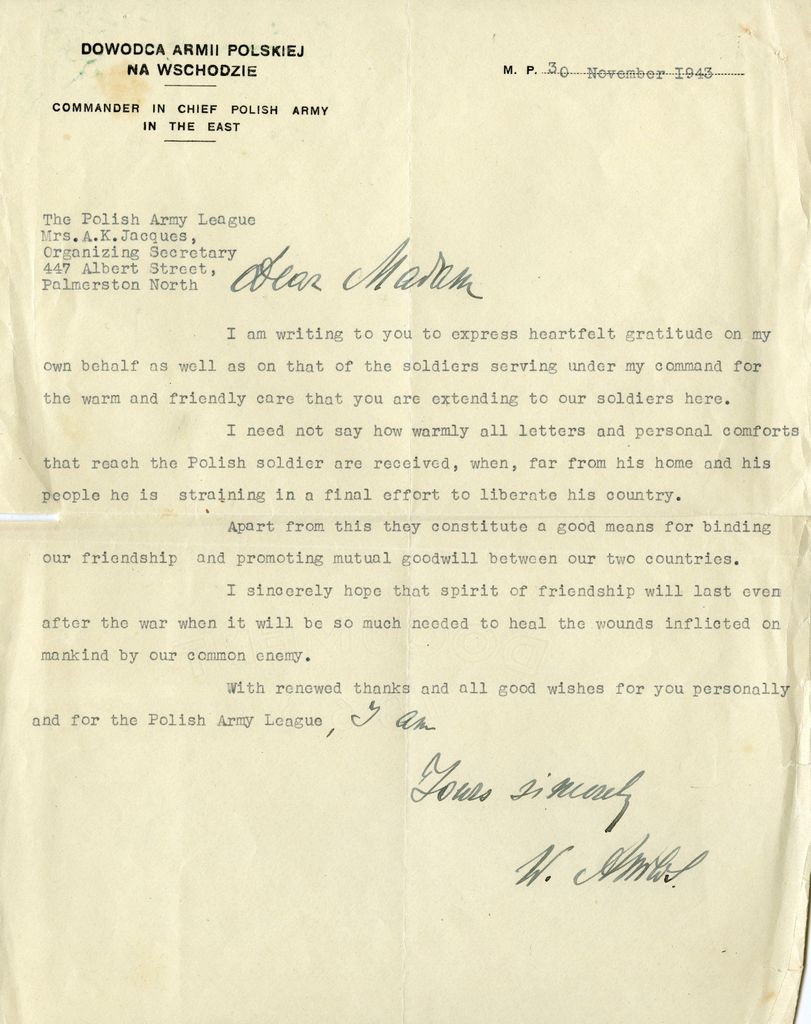 DOWODCA ARMII POLSKIEJ
NA WSCHODZIE
COMMANDER IN CHIEF POLISH ARMY
IN THE EAST
M. P. 30 November 1943
The Polish Army League
Mrs.A.K.Jacques,
Organizing Secretary
447 Albert Street,
Palmerston North
Dear Madam
I am writing to you to express heartfelt gratitude on my
own behalf as well as on that of the soldiers serving under my command for
the warm and friendly care that you are extending to our soldiers here.
I need not say how warmly all letters and personal comforts
that reach the Polish soldier are received, when, far from his home and his
people he is straining in a final effort to liberate his country.
Apart from this they constitute a good means for binding
our friendship and promoting mutual goodwill between our two countries.
I sincerely hope that spirit of friendship will last even
after the war when it will be so much needed to heal the wounds inflicted on
mankind by our common enemy.
With renewed thanks and all good wishes for you personally
and for the Polish Army League, I am
Yours sincerely
W. Anders